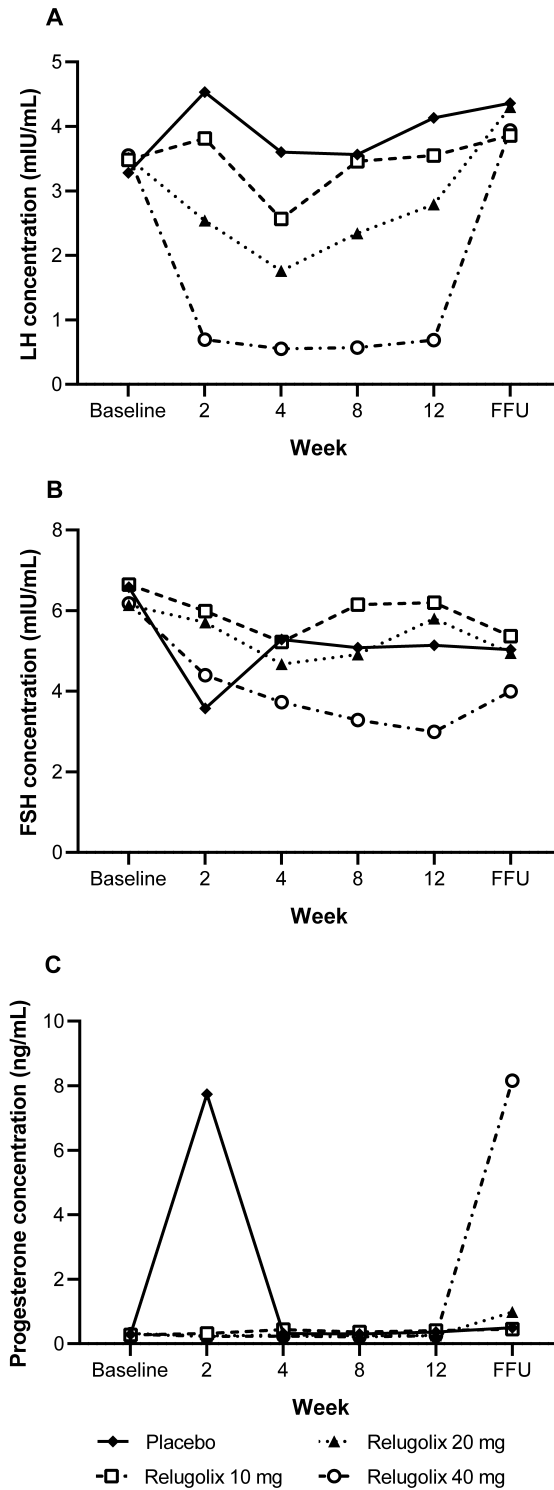 A
LH concentration (mIU/mL)
5
4
3
2
1
0
Baseline 2 4 8 12 FFU
Week
B
FSH concentration (mIU/mL)
8
6
4
2
0
Baseline 2 4 8 12 FFU
Week
C
Progesterone concentration (ng/mL)
10
8
6
4
2
0
Baseline 2 4 8 12 FFU
Week
Placebo Relugolix 20 mg
Relugolix 10 mg Relugolix 40 mg